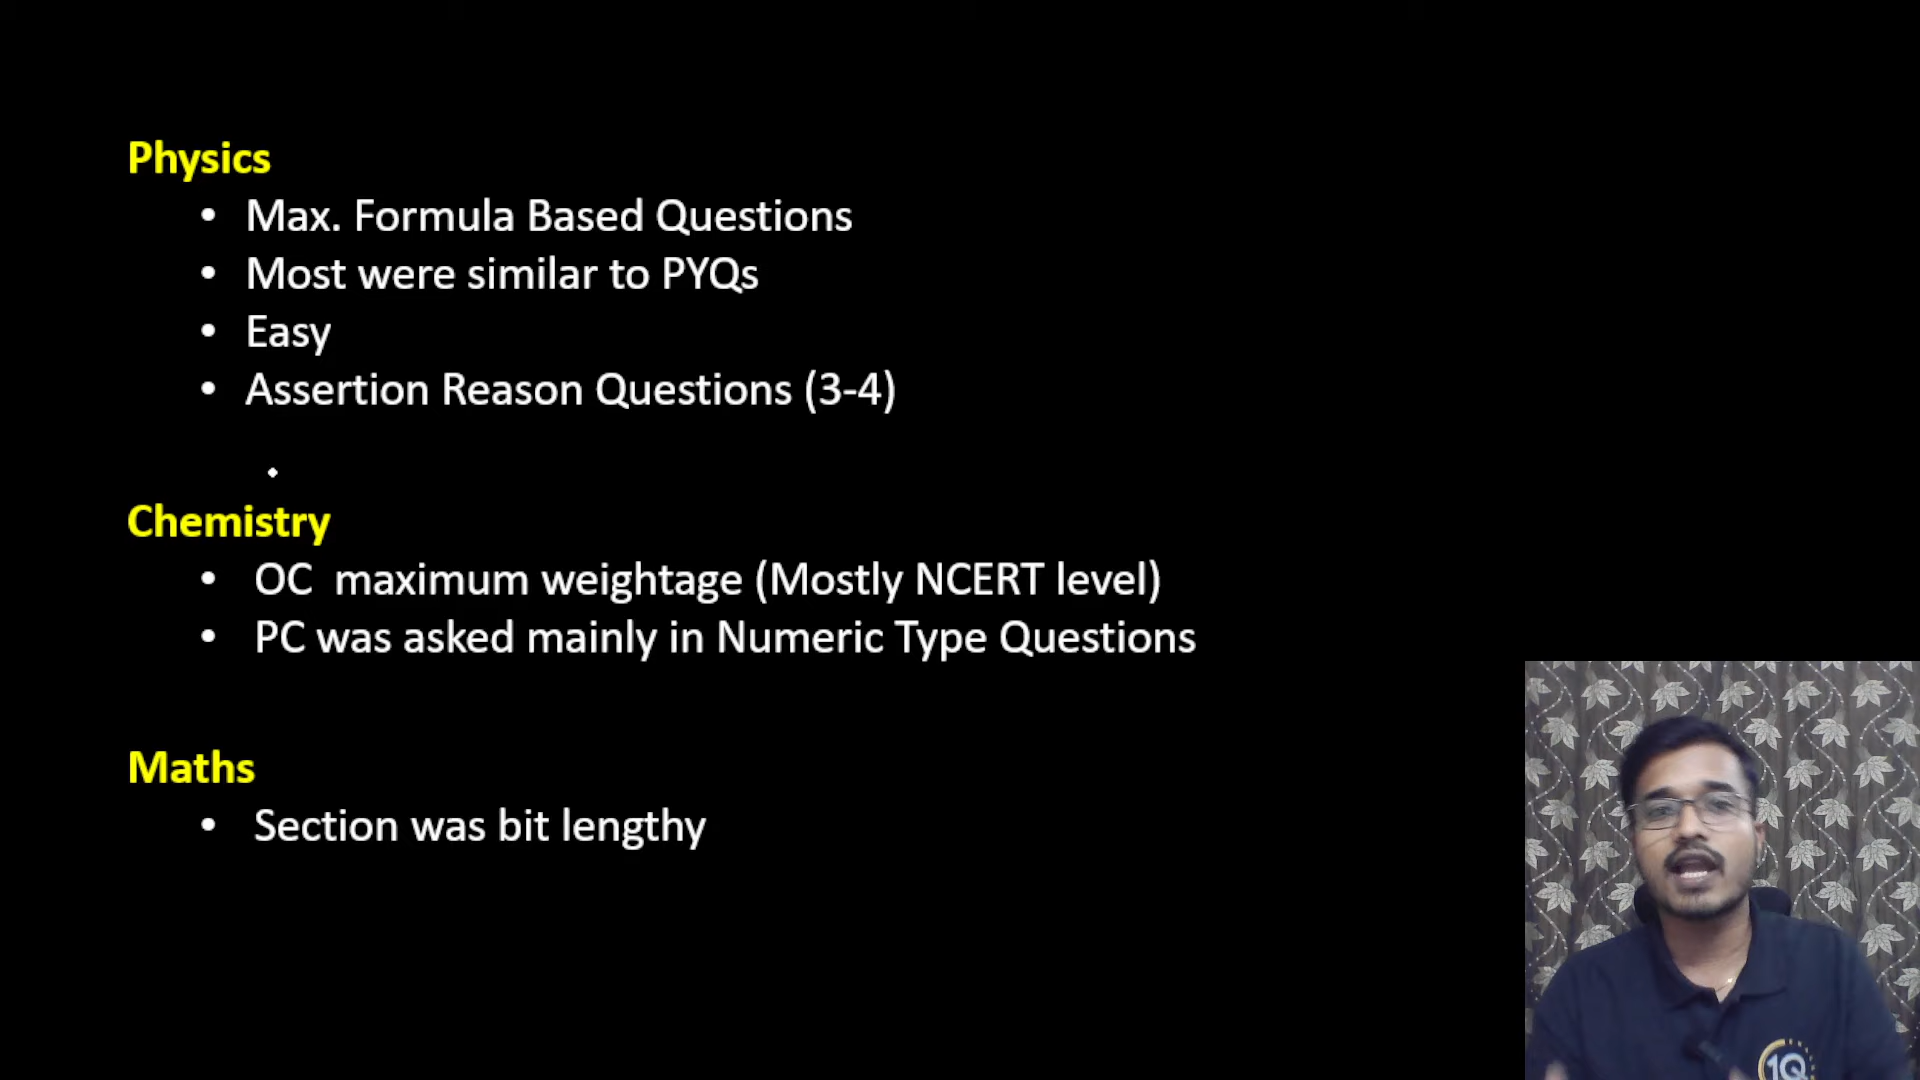 Physics
• Max. Formula Based Questions
• Most were similar to PYQs
• Easy
• Assertion Reason Questions (3-4)
Chemistry
• OC maximum weightage (Mostly NCERT level)
• PC was asked mainly in Numeric Type Questions
Maths
• Section was bit lengthy
1Q